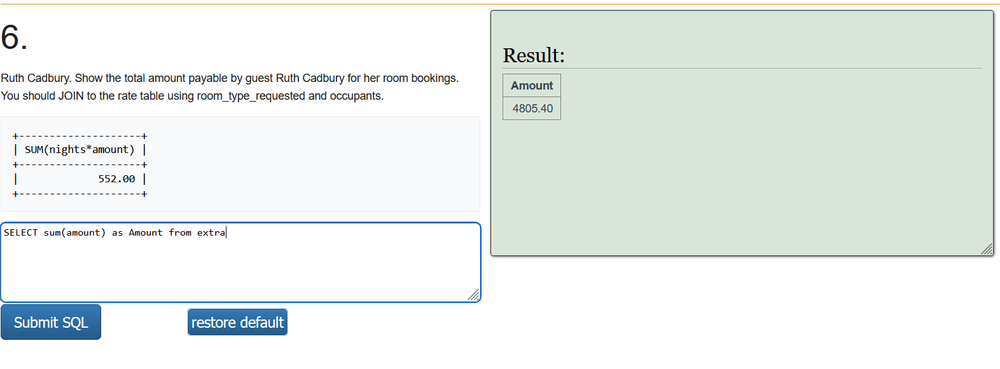 6.
Ruth Cadbury. Show the total amount payable by guest Ruth Cadbury for her room bookings.
You should JOIN to the rate table using room_type_requested and occupants.
+--------------------+
| SUM(nights*amount) |
+--------------------+
|             552.00 |
+--------------------+
SELECT sum(amount) as Amount from extra
Submit SQL
restore default
Result:
Amount
4805.40